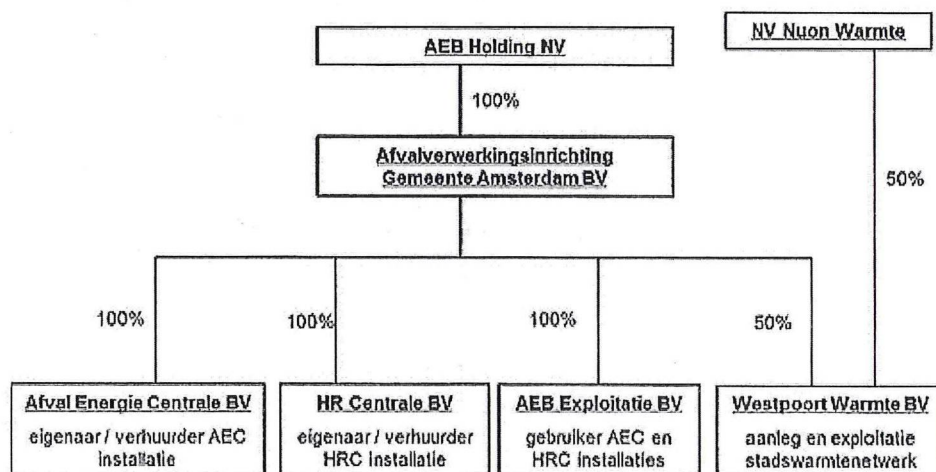 AEB Holding NV
NV Nuon Warmte
100%
Afvalverwerkingsinrichting
Gemeente Amsterdam BV
50%
100%
100%
100%
50%
Afval Energie Centrale BV
eigenaar / verhuurder AEC
installatie
HR Centrale BV
eigenaar / verhuurder
HRC installatie
AEB Exploitatie BV
gebruiker AEC en
HRC installaties
Westpoort Warmte BV
aanleg en exploitatie
stadswarmtenetwerk